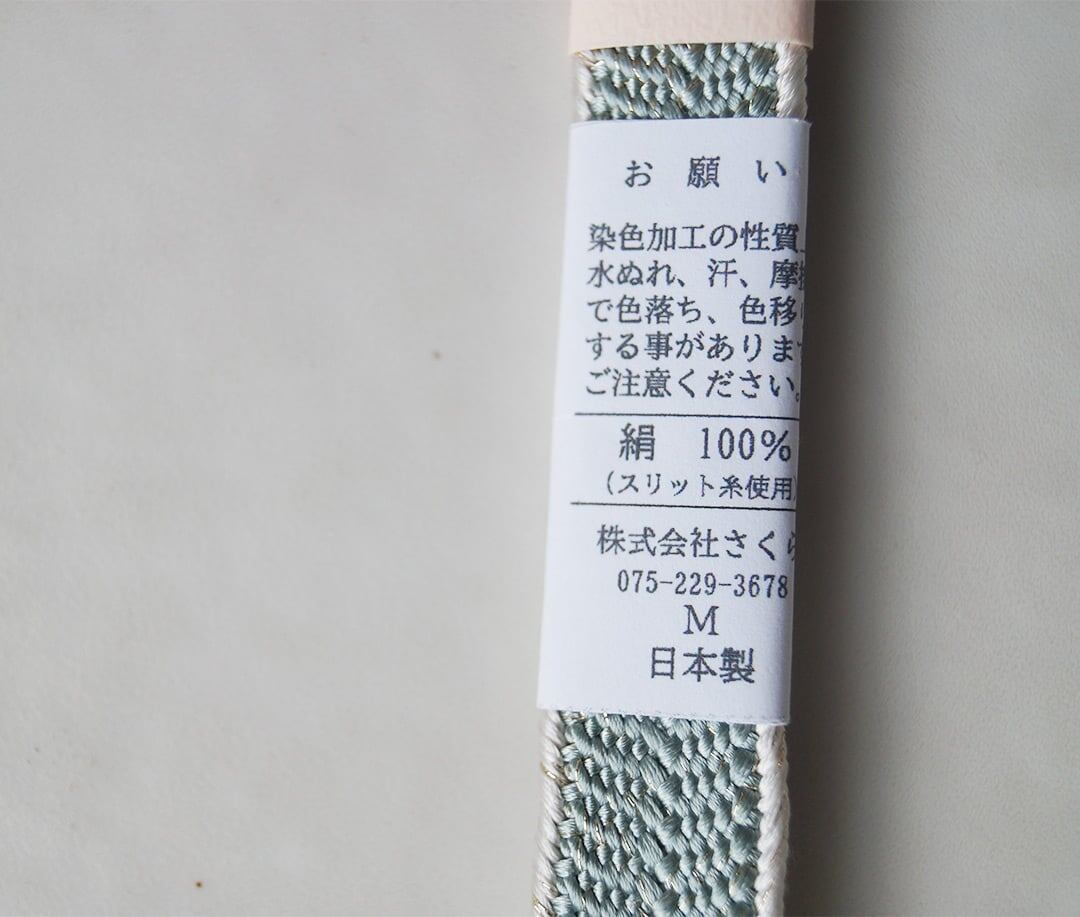 お願い
染色加工の性質
水ぬれ、汗、摩
で色落ち、色移
する事がありま
ご注意ください。
絹 100%
(スリット糸使用)
株式会社さく
075-229-3678
M
日本製